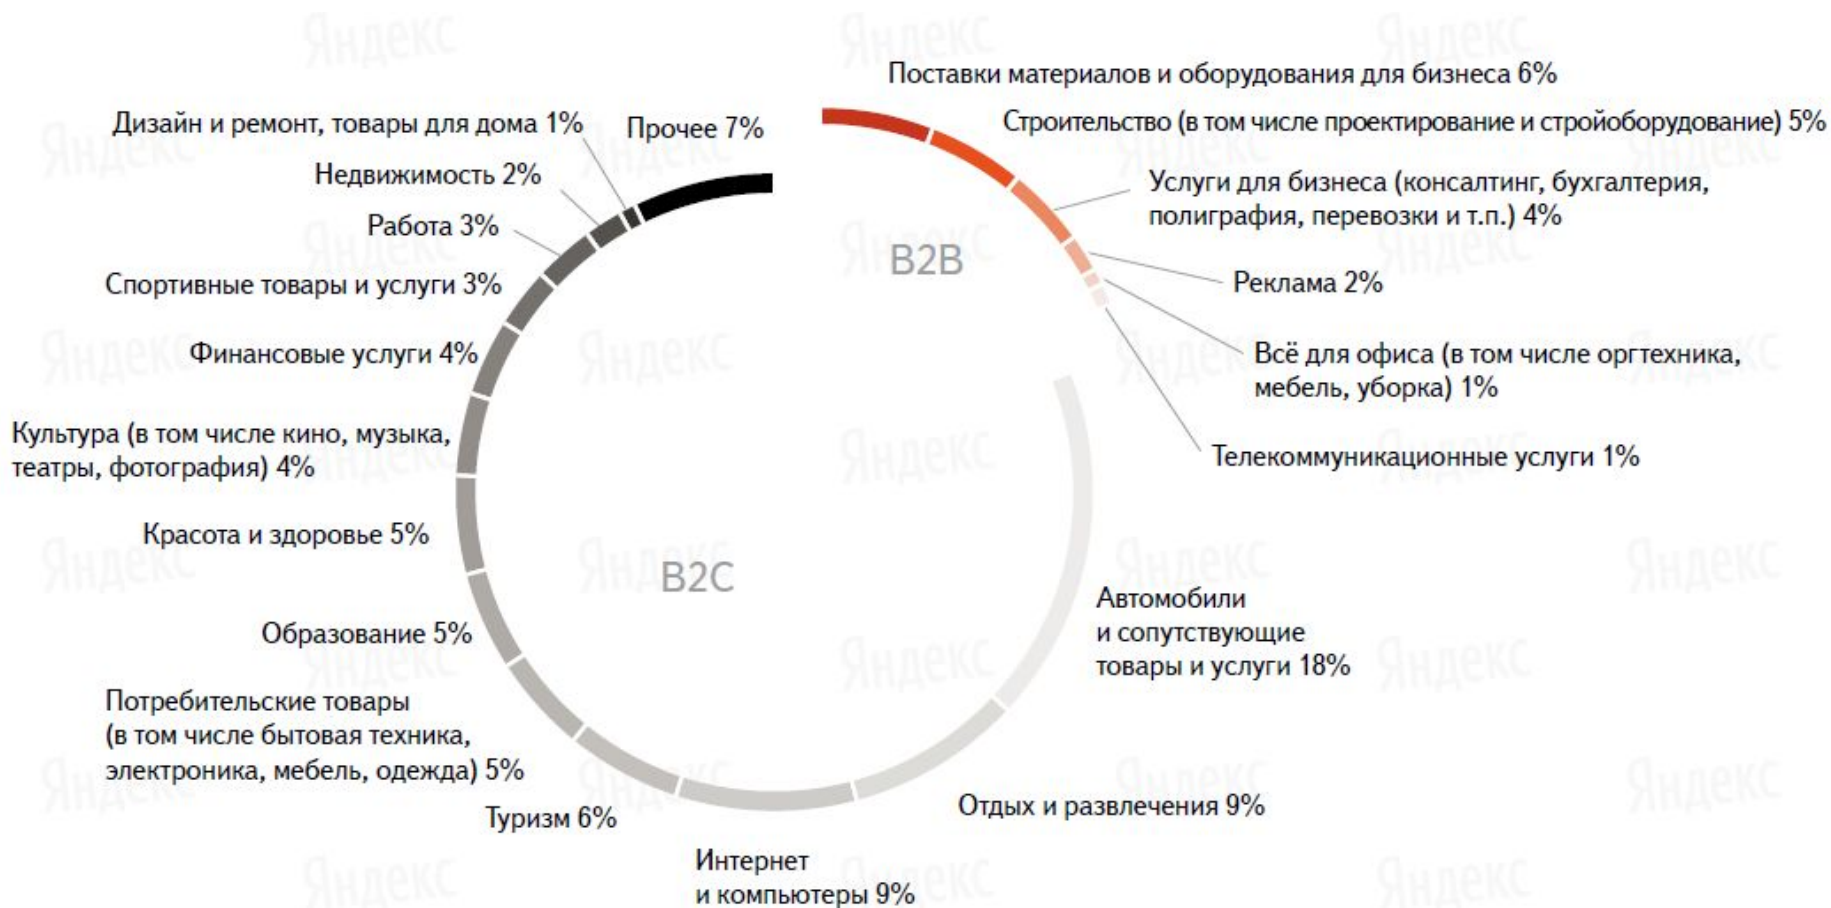 Поставки материалов и оборудования для бизнеса 6%
Строительство (в том числе проектирование и стройоборудование) 5%
Услуги для бизнеса (консалтинг, бухгалтерия,
полиграфия, перевозки и т.п.) 4%
Реклама 2%
Всё для офиса (в том числе оргтехника,
мебель, уборка) 1%
Телекоммуникационные услуги 1%
B2B
Автомобили
и сопутствующие
товары и услуги 18%
Отдых и развлечения 9%
Интернет
и компьютеры 9%
Туризм 6%
Потребительские товары
(в том числе бытовая техника,
электроника, мебель, одежда) 5%
Образование 5%
Красота и здоровье 5%
Культура (в том числе кино, музыка,
театры, фотография) 4%
Финансовые услуги 4%
Спортивные товары и услуги 3%
Работа 3%
Недвижимость 2%
Дизайн и ремонт, товары для дома 1%
Прочее 7%
B2C
Яндекс